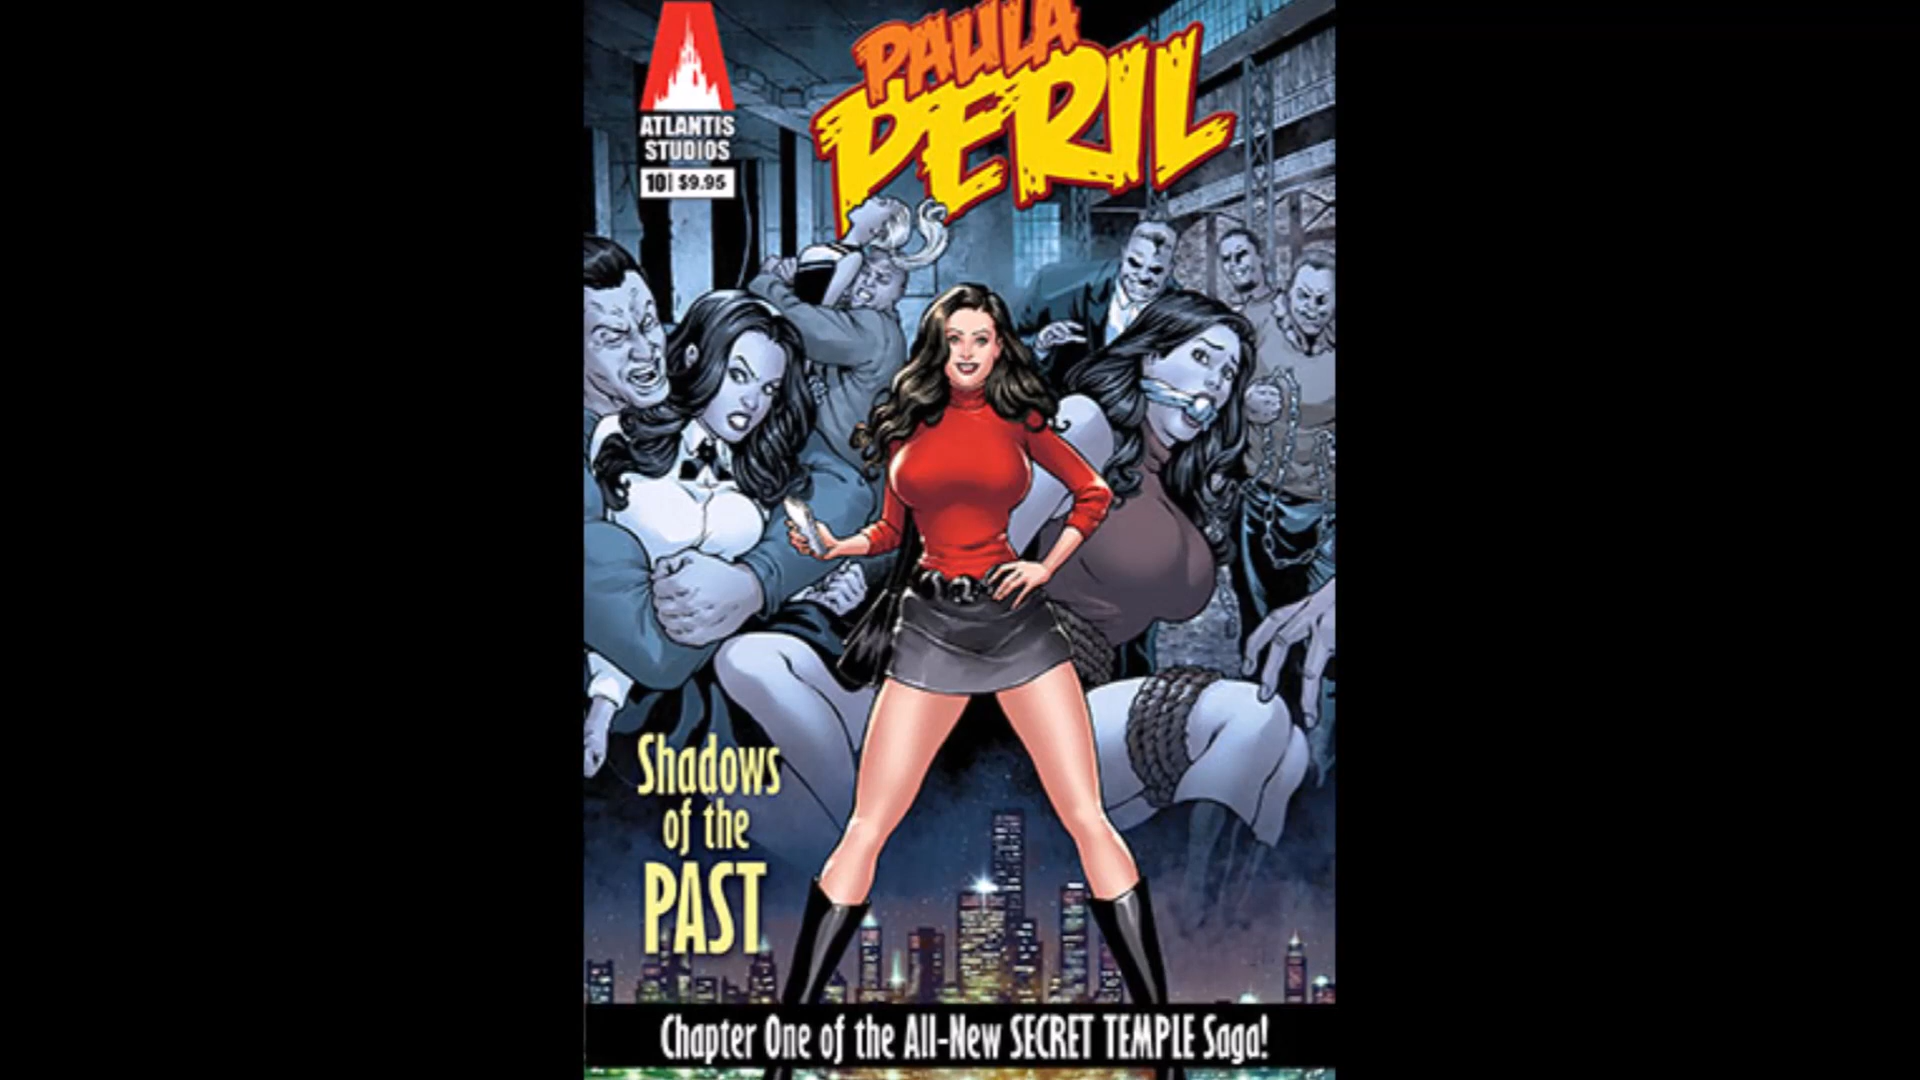 PAULA
PERIL
ATLANTIS
STUDIOS
10 $9.95
Shadows
of the
PAST
Chapter One of the All-New SECRET TEMPLE Saga!